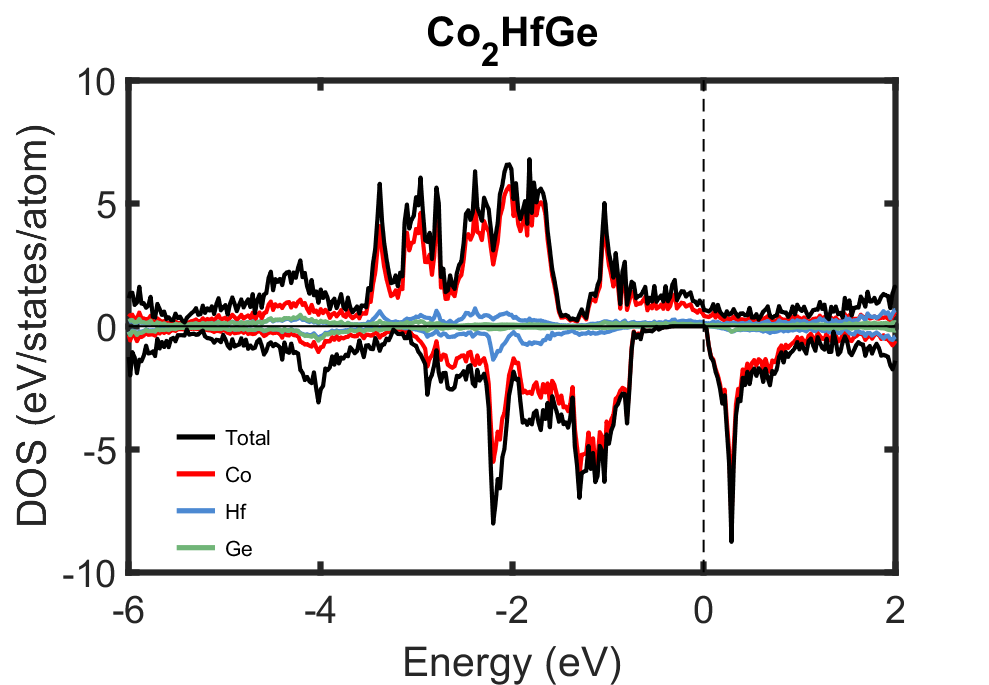 Co₂HfGe
DOS (eV/states/atom)
10
5
0
-5
-10
Total
Co
Hf
Ge
-6 -4 -2 0 2
Energy (eV)